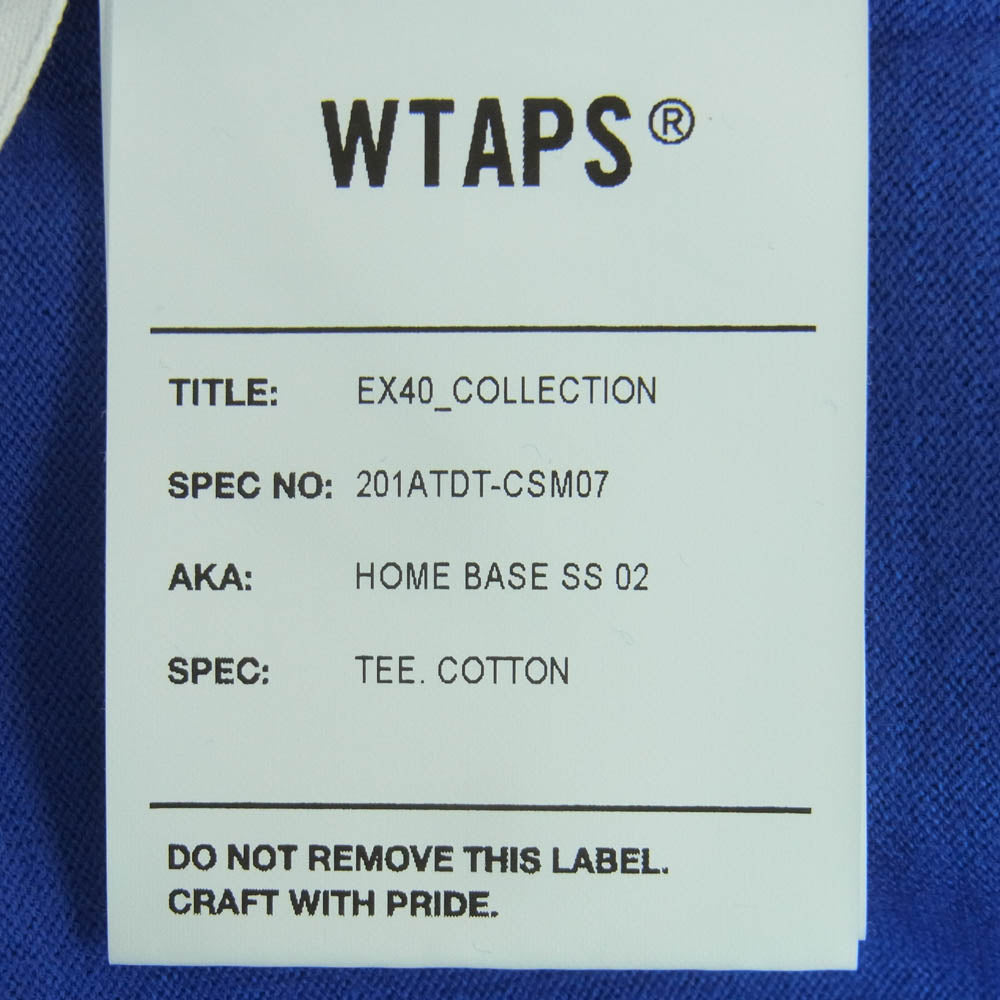 WTAPS®
TITLE: EX40_COLLECTION
SPEC NO: 201ATDT-CSM07
AKA: HOME BASE SS 02
SPEC: TEE. COTTON
DO NOT REMOVE THIS LABEL.
CRAFT WITH PRIDE.